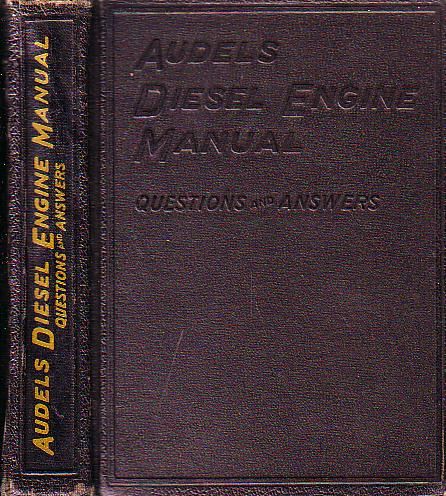 AUDELS DIESEL ENGINE MANUAL
QUESTIONS AND ANSWERS
AUDELS
DIESEL ENGINE
MANUAL
QUESTIONS AND ANSWERS